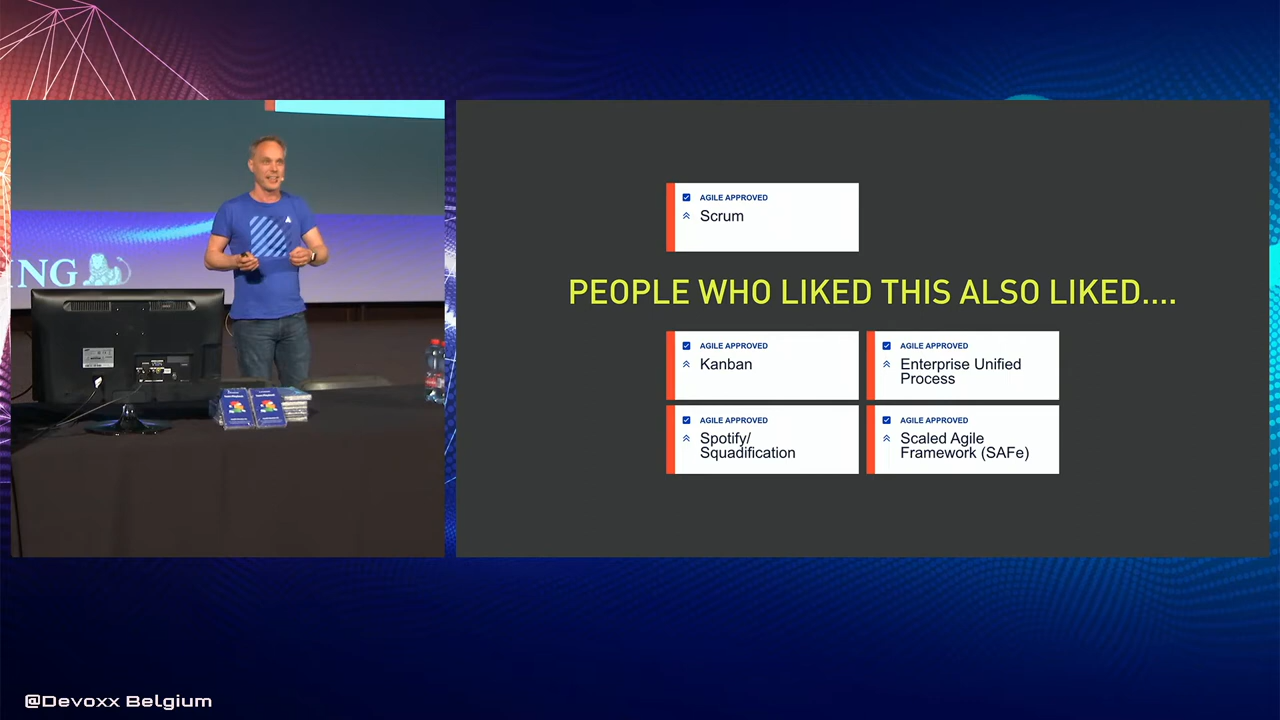 ING
AGILE APPROVED
Scrum
PEOPLE WHO LIKED THIS ALSO LIKED....
AGILE APPROVED
Kanban
AGILE APPROVED
Enterprise Unified
Process
AGILE APPROVED
Spotify/
Squadification
AGILE APPROVED
Scaled Agile
Framework (SAFe)
@Devoxx Belgium